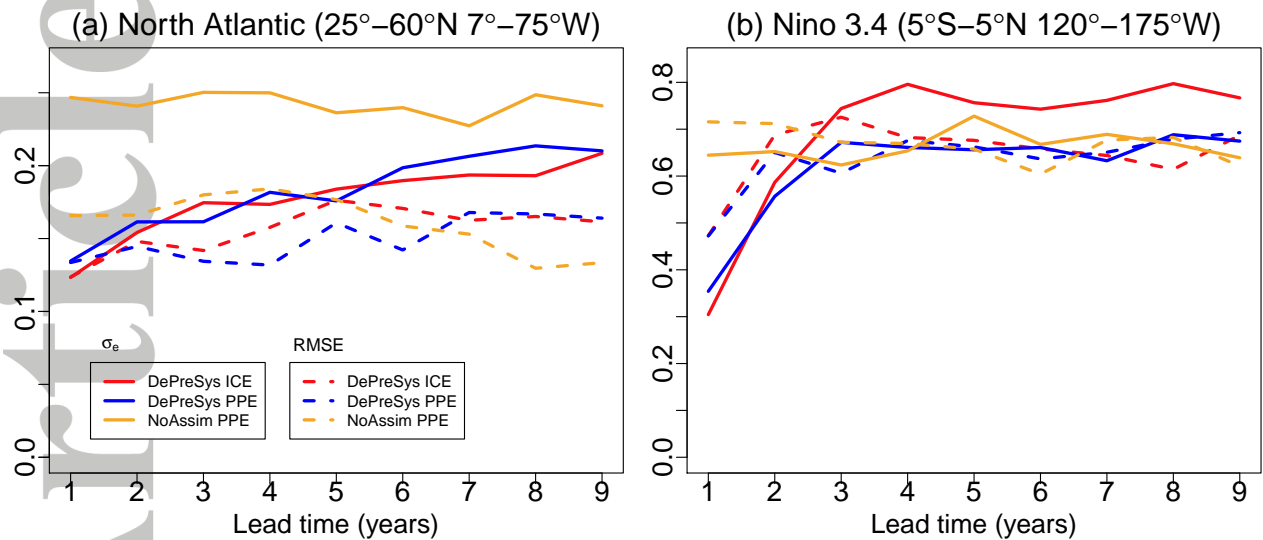 (a) North Atlantic (25°–60°N 7°–75°W)
0.0 0.1 0.2
σe RMSE
DePreSys ICE DePreSys ICE
DePreSys PPE DePreSys PPE
NoAssim PPE NoAssim PPE
1 2 3 4 5 6 7 8 9
Lead time (years)
(b) Nino 3.4 (5°S–5°N 120°–175°W)
0.0 0.2 0.4 0.6 0.8
1 2 3 4 5 6 7 8 9
Lead time (years)
Article